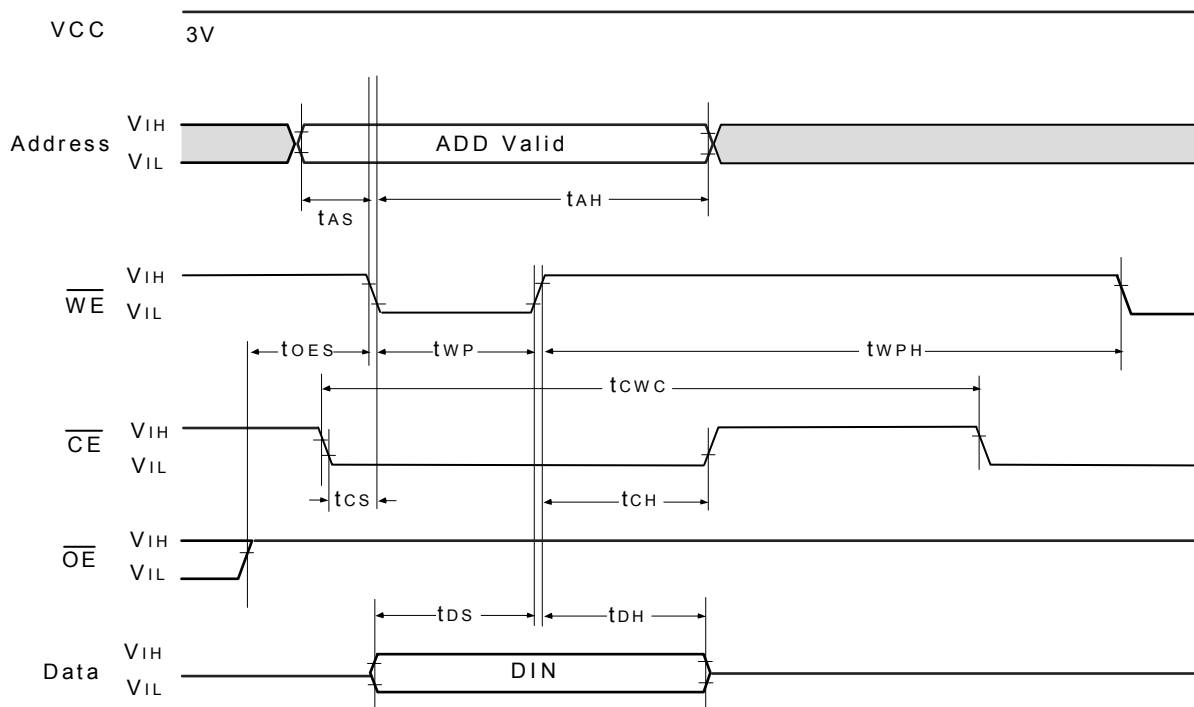 VCC 3V
VIH
Address ADD Valid
VIL
tAS tAH
VIH
WE
VIL
tOES tWP tWPH
tCWC
VIH
CE
VIL
tCS tCH
VIH
OE
VIL
tDS tDH
VIH
Data DIN
VIL